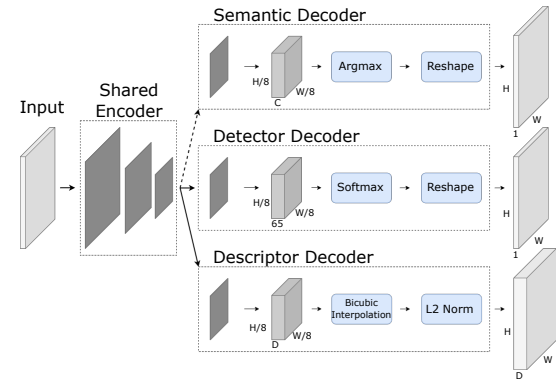 Semantic Decoder
H/8
W/8
C
Argmax
Reshape
H
W
1
Input
Shared
Encoder
Detector Decoder
H/8
W/8
65
Softmax
Reshape
H
W
1
Descriptor Decoder
H/8
W/8
D
Bicubic
Interpolation
L2 Norm
H
W
D